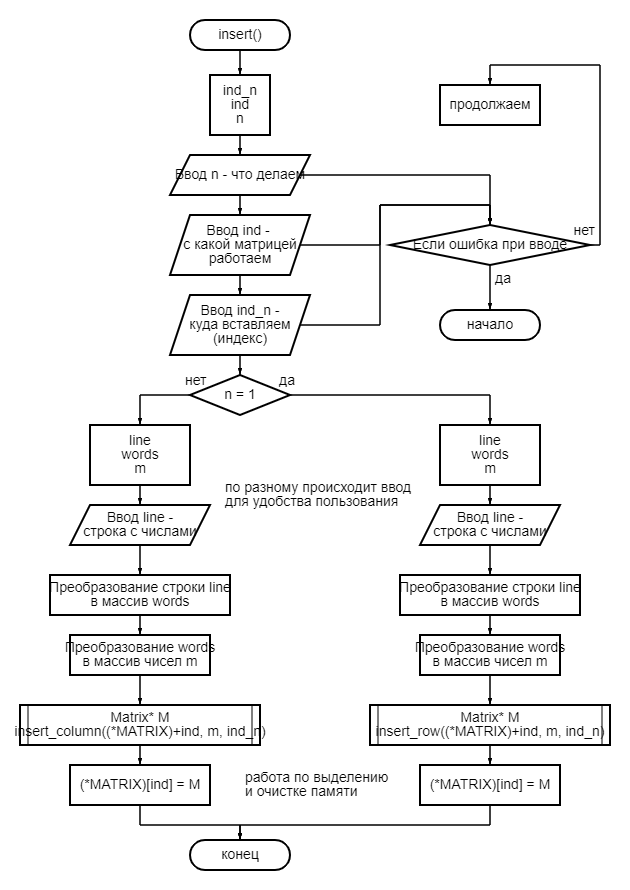 insert()
ind_n
ind
n
продолжаем
Ввод n - что делаем
Ввод ind -
с какой матрицей
работаем
Если ошибка при вводе
нет
да
Ввод ind_n -
куда вставляем
(индекс)
начало
нет
да
n = 1
line
words
m
line
words
m
по разному происходит ввод
для удобства пользования
Ввод line -
строка с числами
Ввод line -
строка с числами
Преобразование строки line
в массив words
Преобразование строки line
в массив words
Преобразование words
в массив чисел m
Преобразование words
в массив чисел m
Matrix* M
insert_column((*MATRIX)+ind, m, ind_n)
Matrix* M
insert_row((*MATRIX)+ind, m, ind_n)
(*MATRIX)[ind] = M
работа по выделению
и очистке памяти
(*MATRIX)[ind] = M
конец